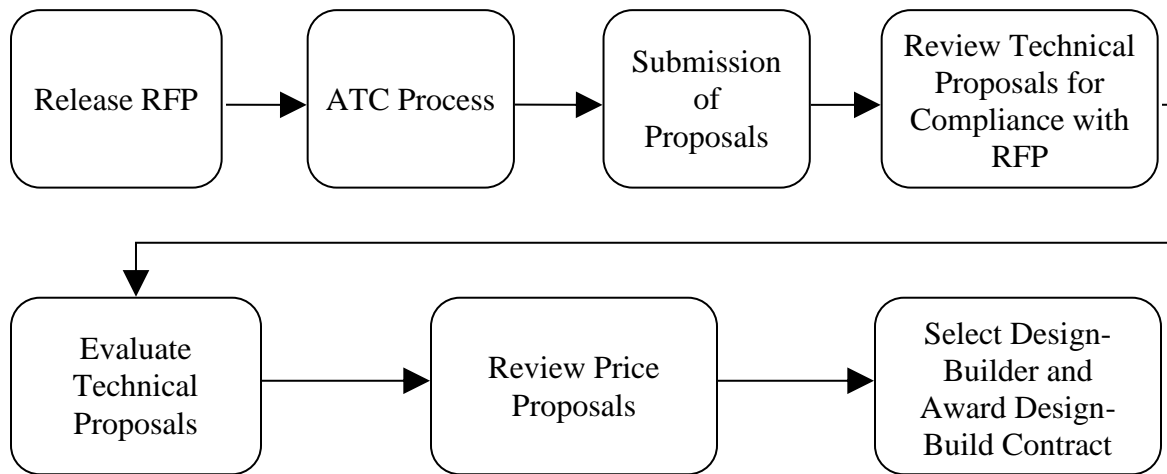 Release RFP
ATC Process
Submission
of
Proposals
Review Technical
Proposals for
Compliance with
RFP
Evaluate
Technical
Proposals
Review Price
Proposals
Select Design-
Builder and
Award Design-
Build Contract